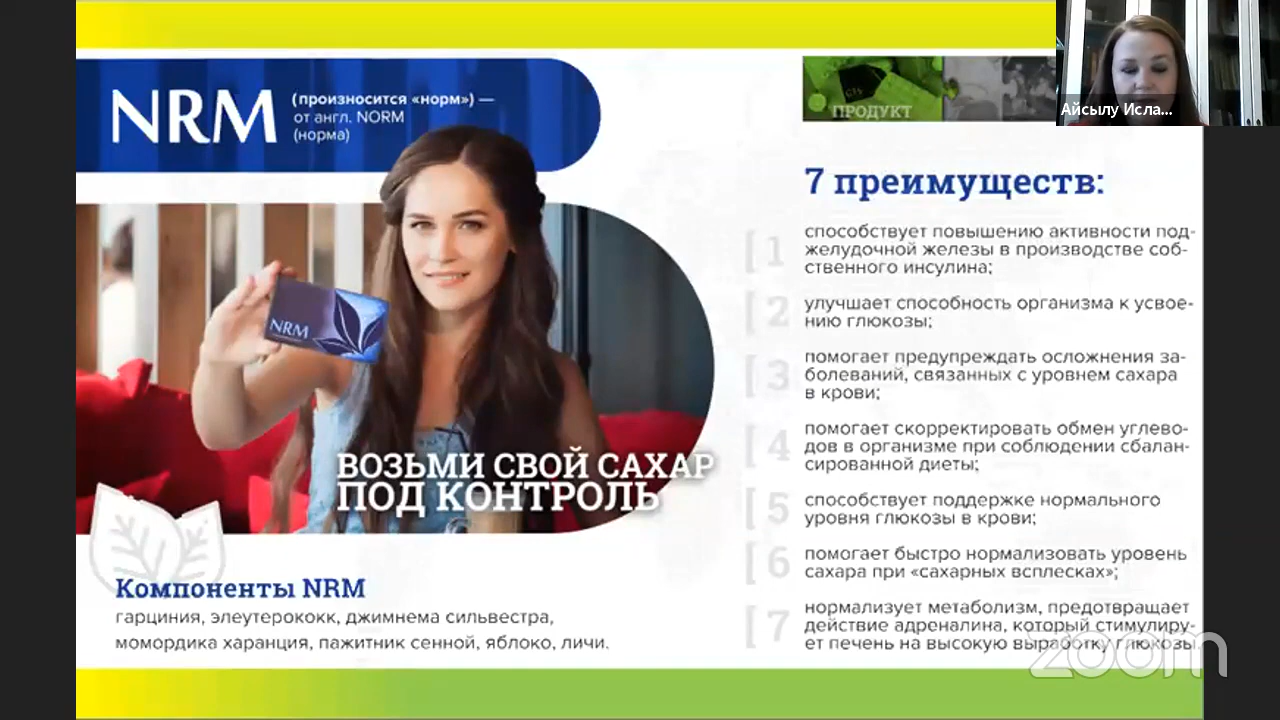 NRM
(произносится «норм») —
от англ. NORM
(норма)
NRM
ВОЗЬМИ СВОЙ САХАР
ПОД КОНТРОЛЬ
Компоненты NRM
гарциния, элеутерококк, джимнема сильвестра,
момордика харанция, пажитник сенной, яблоко, личи.
ПРОДУКТ
Айсылу Исла...
7 преимуществ:
[1
способствует повышению активности под-
желудочной железы в производстве соб-
ственного инсулина;
[2
улучшает способность организма к усвое-
нию глюкозы;
[3
помогает предупреждать осложнения за-
болеваний, связанных с уровнем сахара
в крови;
[4
помогает скорректировать обмен углево-
дов в организме при соблюдении сбалан-
сированной диеты;
[5
способствует поддержке нормального
уровня глюкозы в крови;
[6
помогает быстро нормализовать уровень
сахара при «сахарных всплесках»;
[7
нормализует метаболизм, предотвращает
действие адреналина, который стимулиру-
ет печень на высокую выработку глюкозы.
zoom